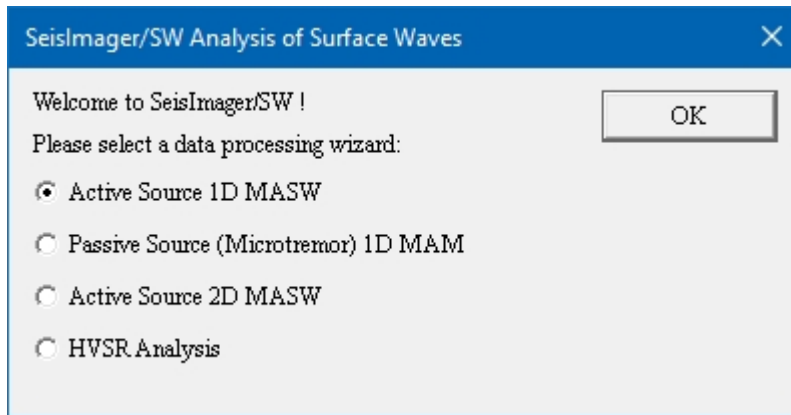 SeisImager/SW Analysis of Surface Waves
Welcome to SeisImager/SW !
OK
Please select a data processing wizard:
Active Source 1D MASW
Passive Source (Microtremor) 1D MAM
Active Source 2D MASW
HVSR Analysis